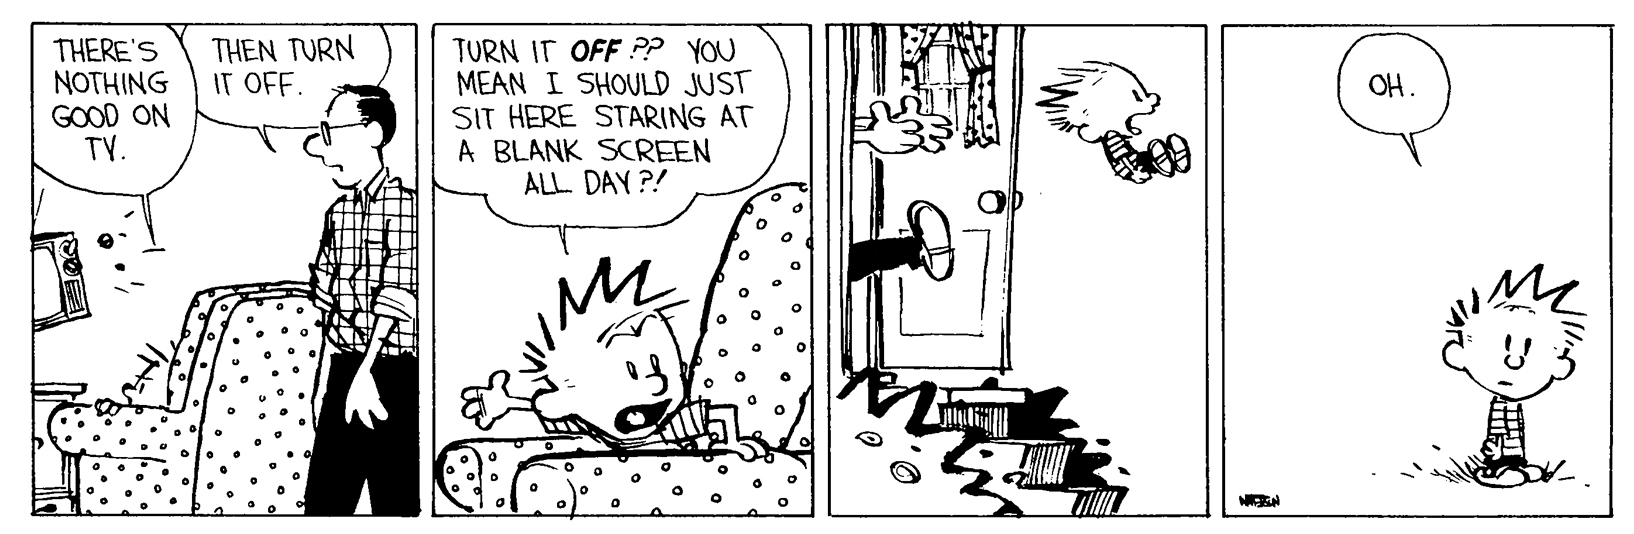 THERE'S
NOTHING
GOOD ON
TV.
THEN TURN
IT OFF.
TURN IT OFF?? YOU
MEAN I SHOULD JUST
SIT HERE STARING AT
A BLANK SCREEN
ALL DAY?!
OH.
WATTERSON